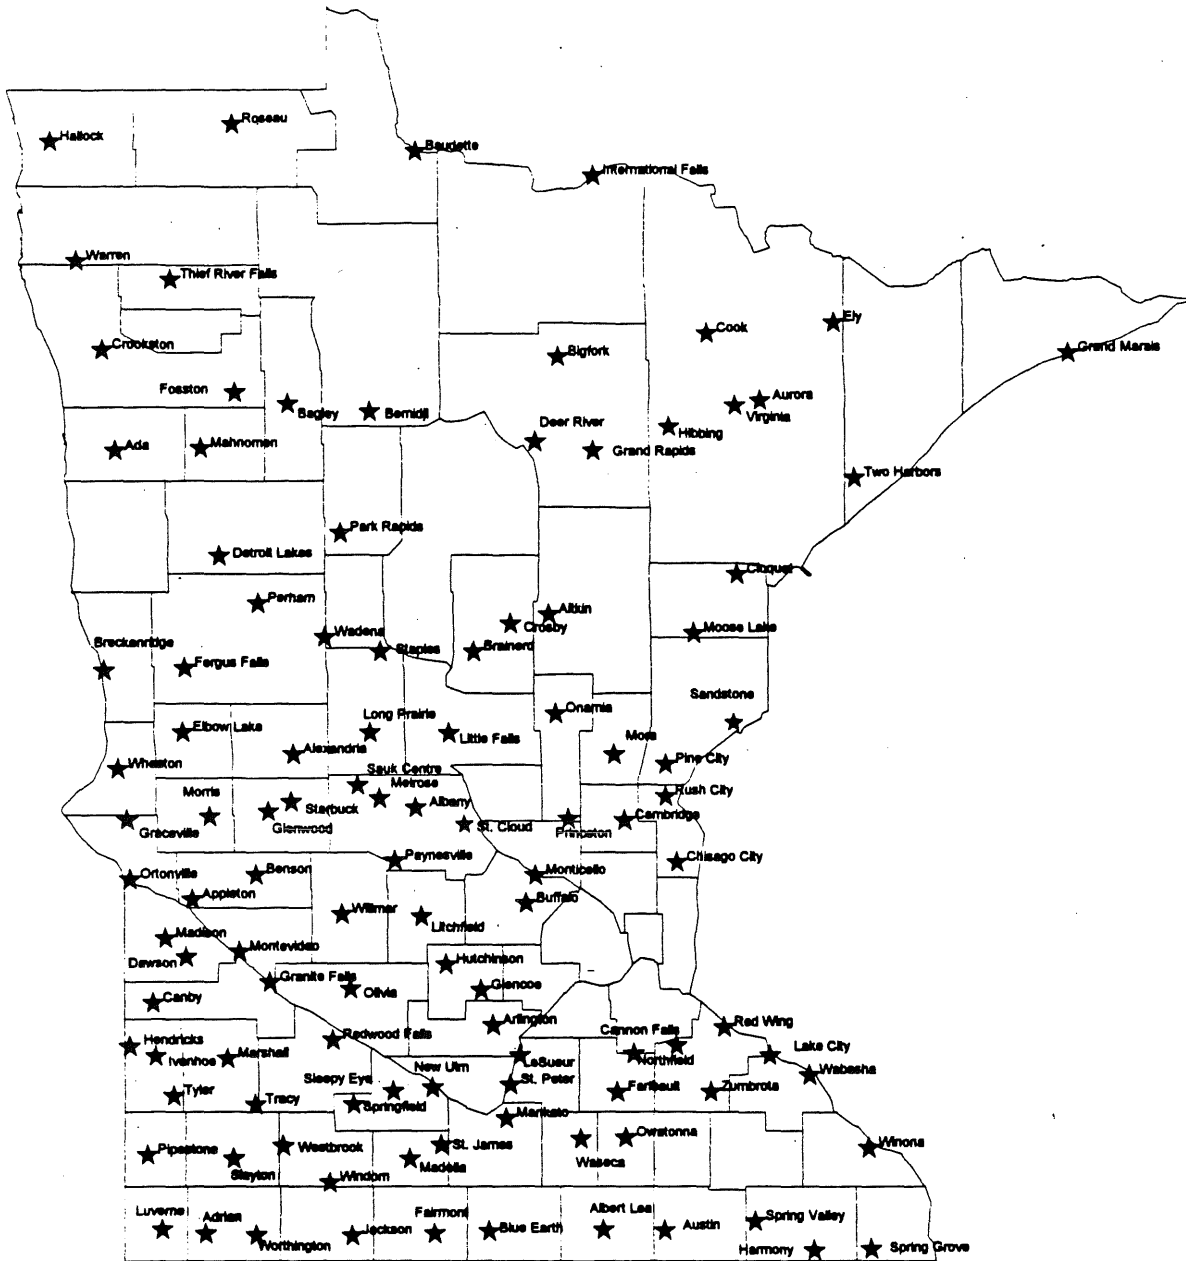 Roseau
Hallock
Baudette
International Falls
Warren
Thief River Falls
Ely
Cook
Crookston
Bigfork
Grand Marais
Fosston
Bagley
Bemidji
Aurora
Virginia
Deer River
Hibbing
Ada
Mahnomen
Grand Rapids
Two Harbors
Park Rapids
Detroit Lakes
Cloquet
Perham
Aitkin
Crosby
Wadena
Moose Lake
Breckenridge
Staples
Brainerd
Fergus Falls
Sandstone
Long Prairie
Onamia
Elbow Lake
Little Falls
Mora
Alexandria
Wheaton
Pine City
Sauk Centre
Melrose
Morris
Rush City
Starbuck
Albany
Glenwood
Graceville
St. Cloud
Princeton
Cambridge
Paynesville
Chisago City
Ortonville
Benson
Monticello
Appleton
Buffalo
Willmar
Litchfield
Madison
Montevideo
Dawson
Hutchinson
Granite Falls
Olivia
Glencoe
Canby
Arlington
Red Wing
Redwood Falls
Cannon Falls
Hendricks
Ivanhoe
Marshall
LeSueur
Northfield
Lake City
New Ulm
Wabasha
Sleepy Eye
St. Peter
Tyler
Faribault
Zumbrota
Tracy
Springfield
Mankato
Pipestone
Westbrook
St. James
Owatonna
Winona
Slayton
Madelia
Waseca
Windom
Luverne
Adrian
Fairmont
Albert Lea
Worthington
Jackson
Blue Earth
Austin
Spring Valley
Harmony
Spring Grove